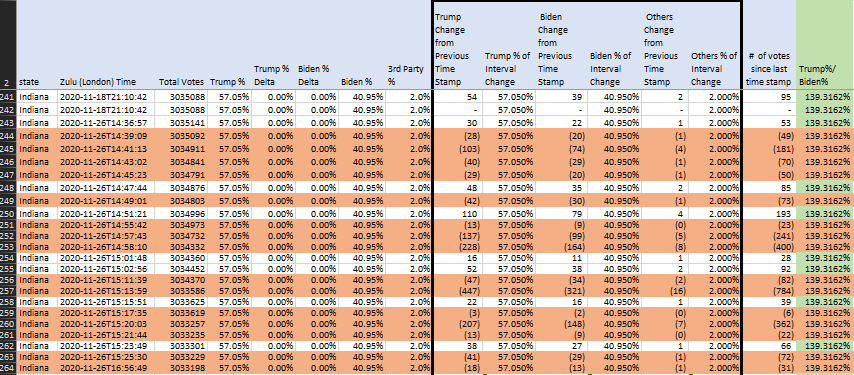 2 state Zulu (London) Time Total Votes Trump % Trump % Delta Biden % Delta Biden % 3rd Party % Trump Change from Previous Time Stamp Trump % of Interval Change Biden Change from Previous Time Stamp Biden % of Interval Change Others Change from Previous Time Stamp Others % of Interval Change # of votes since last time stamp Trump%/ Biden%
241 Indiana 2020-11-18T21:10:42 3035088 57.05% 0.00% 0.00% 40.95% 2.0% 54 57.050% 39 40.950% 2 2.000% 95 139.3162%
242 Indiana 2020-11-18T21:10:42 3035088 57.05% 0.00% 0.00% 40.95% 2.0% - 57.050% - 40.950% - 2.000% - 139.3162%
243 Indiana 2020-11-26T14:36:57 3035141 57.05% 0.00% 0.00% 40.95% 2.0% 30 57.050% 22 40.950% 1 2.000% 53 139.3162%
244 Indiana 2020-11-26T14:39:09 3035092 57.05% 0.00% 0.00% 40.95% 2.0% (28) 57.050% (20) 40.950% (1) 2.000% (49) 139.3162%
245 Indiana 2020-11-26T14:41:13 3034911 57.05% 0.00% 0.00% 40.95% 2.0% (103) 57.050% (74) 40.950% (4) 2.000% (181) 139.3162%
246 Indiana 2020-11-26T14:43:02 3034841 57.05% 0.00% 0.00% 40.95% 2.0% (40) 57.050% (29) 40.950% (1) 2.000% (70) 139.3162%
247 Indiana 2020-11-26T14:45:23 3034791 57.05% 0.00% 0.00% 40.95% 2.0% (29) 57.050% (20) 40.950% (1) 2.000% (50) 139.3162%
248 Indiana 2020-11-26T14:47:44 3034876 57.05% 0.00% 0.00% 40.95% 2.0% 48 57.050% 35 40.950% 2 2.000% 85 139.3162%
249 Indiana 2020-11-26T14:49:01 3034803 57.05% 0.00% 0.00% 40.95% 2.0% (42) 57.050% (30) 40.950% (1) 2.000% (73) 139.3162%
250 Indiana 2020-11-26T14:51:21 3034996 57.05% 0.00% 0.00% 40.95% 2.0% 110 57.050% 79 40.950% 4 2.000% 193 139.3162%
251 Indiana 2020-11-26T14:55:42 3034973 57.05% 0.00% 0.00% 40.95% 2.0% (13) 57.050% (9) 40.950% (0) 2.000% (23) 139.3162%
252 Indiana 2020-11-26T14:57:43 3034732 57.05% 0.00% 0.00% 40.95% 2.0% (137) 57.050% (99) 40.950% (5) 2.000% (241) 139.3162%
253 Indiana 2020-11-26T14:58:10 3034332 57.05% 0.00% 0.00% 40.95% 2.0% (228) 57.050% (164) 40.950% (8) 2.000% (400) 139.3162%
254 Indiana 2020-11-26T15:01:48 3034360 57.05% 0.00% 0.00% 40.95% 2.0% 16 57.050% 11 40.950% 1 2.000% 28 139.3162%
255 Indiana 2020-11-26T15:02:56 3034452 57.05% 0.00% 0.00% 40.95% 2.0% 52 57.050% 38 40.950% 2 2.000% 92 139.3162%
256 Indiana 2020-11-26T15:11:39 3034370 57.05% 0.00% 0.00% 40.95% 2.0% (47) 57.050% (34) 40.950% (2) 2.000% (82) 139.3162%
257 Indiana 2020-11-26T15:13:19 3033586 57.05% 0.00% 0.00% 40.95% 2.0% (447) 57.050% (321) 40.950% (16) 2.000% (784) 139.3162%
258 Indiana 2020-11-26T15:15:51 3033625 57.05% 0.00% 0.00% 40.95% 2.0% 22 57.050% 16 40.950% 1 2.000% 39 139.3162%
259 Indiana 2020-11-26T15:17:35 3033619 57.05% 0.00% 0.00% 40.95% 2.0% (3) 57.050% (2) 40.950% (0) 2.000% (6) 139.3162%
260 Indiana 2020-11-26T15:20:03 3033257 57.05% 0.00% 0.00% 40.95% 2.0% (207) 57.050% (148) 40.950% (7) 2.000% (362) 139.3162%
261 Indiana 2020-11-26T15:21:44 3033235 57.05% 0.00% 0.00% 40.95% 2.0% (13) 57.050% (9) 40.950% (0) 2.000% (22) 139.3162%
262 Indiana 2020-11-26T15:23:49 3033301 57.05% 0.00% 0.00% 40.95% 2.0% 38 57.050% 27 40.950% 1 2.000% 66 139.3162%
263 Indiana 2020-11-26T15:25:30 3033229 57.05% 0.00% 0.00% 40.95% 2.0% (41) 57.050% (29) 40.950% (1) 2.000% (72) 139.3162%
264 Indiana 2020-11-26T16:56:49 3033198 57.05% 0.00% 0.00% 40.95% 2.0% (18) 57.050% (13) 40.950% (1) 2.000% (31) 139.3162%